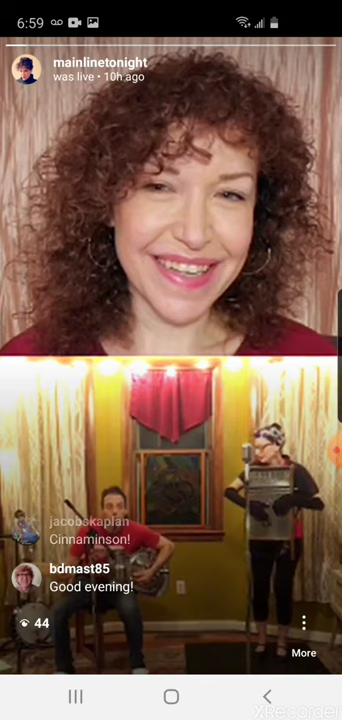 6:59
mainlinetonight
was live • 10h ago
jacobskaplan
Cinnaminson!
bdmast85
Good evening!
44
More
XRecorder